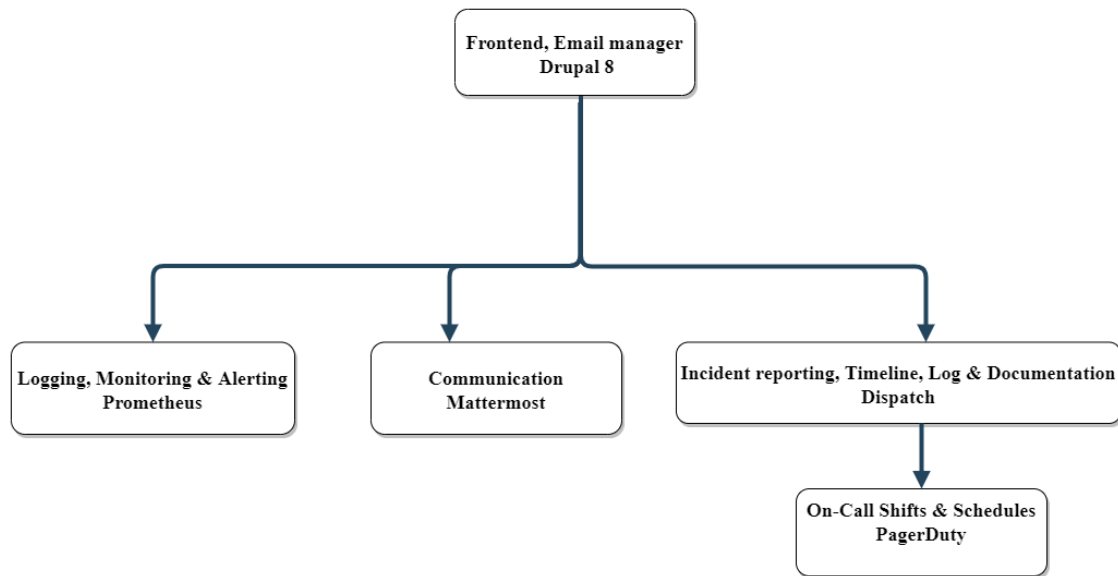 Frontend, Email manager
Drupal 8
Logging, Monitoring & Alerting
Prometheus
Communication
Mattermost
Incident reporting, Timeline, Log & Documentation
Dispatch
On-Call Shifts & Schedules
PagerDuty